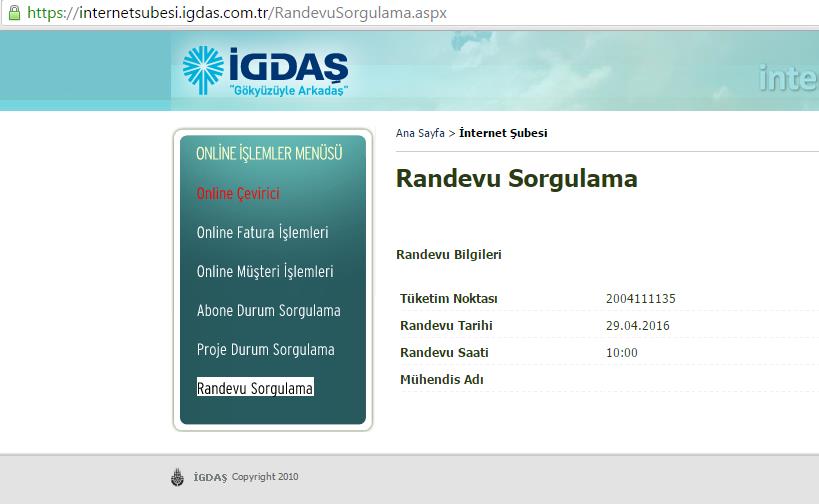 https://internetsubesi.igdas.com.tr/RandevuSorgulama.aspx
İGDAŞ
"Gökyüzüyle Arkadaş"
inte
Ana Sayfa > İnternet Şubesi
ONLİNE İŞLEMLER MENÜSÜ
Online Çevirici
Online Fatura İşlemleri
Online Müşteri İşlemleri
Abone Durum Sorgulama
Proje Durum Sorgulama
Randevu Sorgulama
Randevu Sorgulama
Randevu Bilgileri
Tüketim Noktası 2004111135
Randevu Tarihi 29.04.2016
Randevu Saati 10:00
Mühendis Adı
İGDAŞ Copyright 2010